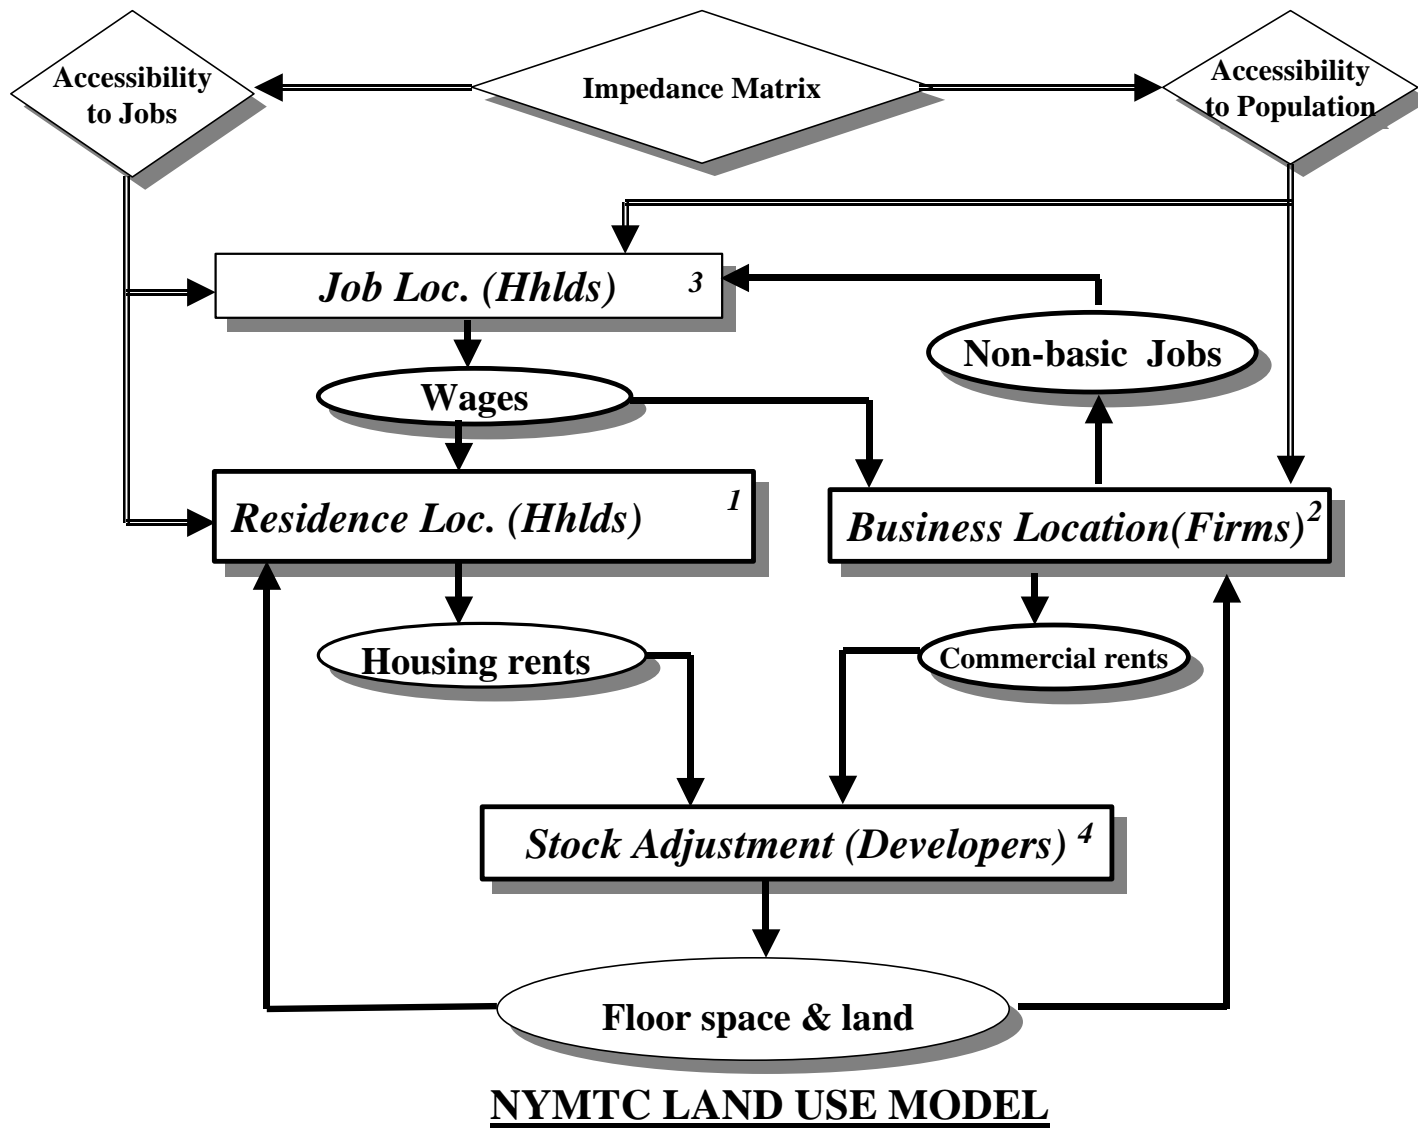 Accessibility
to Jobs
Impedance Matrix
Accessibility
to Population
Job Loc. (Hhlds) 3
Non-basic Jobs
Wages
Residence Loc. (Hhlds) 1
Business Location(Firms) 2
Housing rents
Commercial rents
Stock Adjustment (Developers) 4
Floor space & land
NYMTC LAND USE MODEL